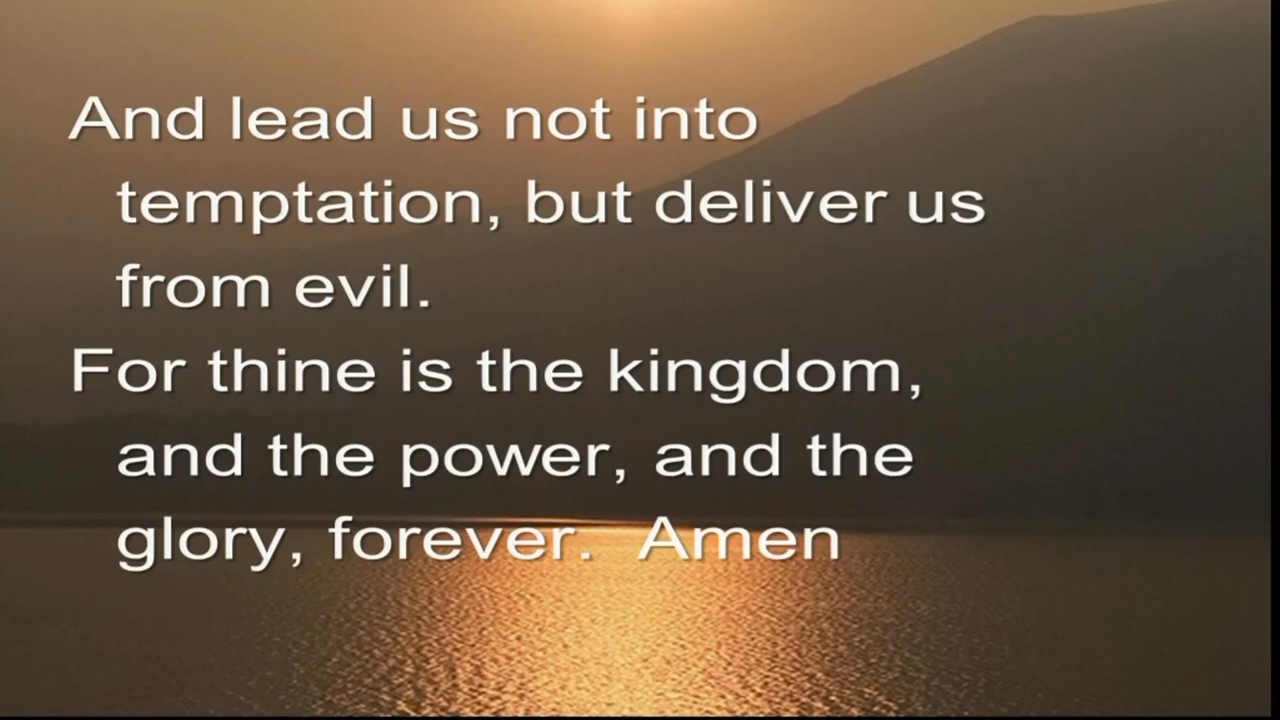 And lead us not into
temptation, but deliver us
from evil.
For thine is the kingdom,
and the power, and the
glory, forever.  Amen